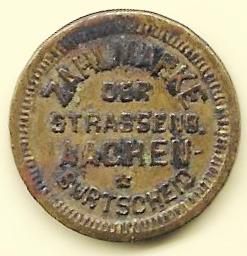 ZAHLMARKE
DER
STRASSENB.
AACHEN-
BURTSCHEID